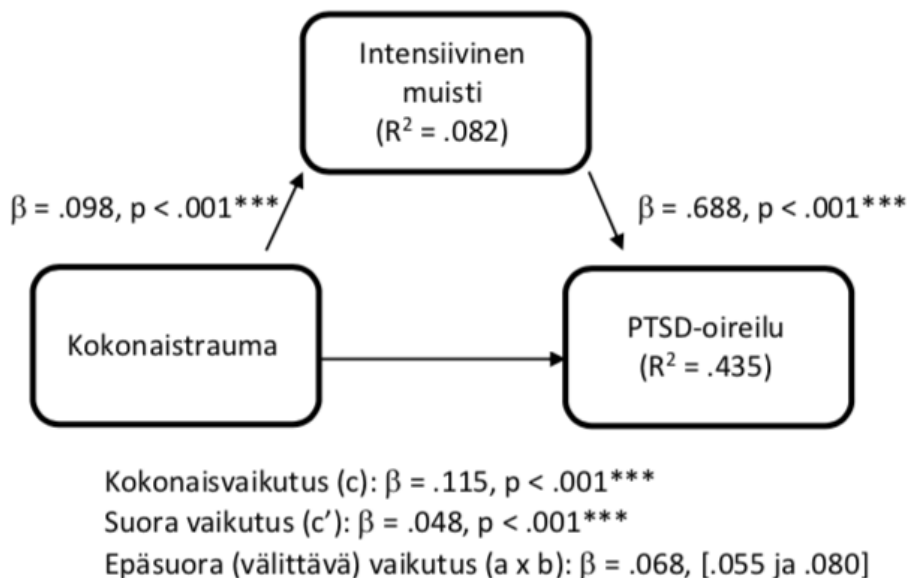 Intensiivinen
muisti
(R² = .082)
β = .098, p < .001***
β = .688, p < .001***
Kokonaistrauma
PTSD-oireilu
(R² = .435)
Kokonaisvaikutus (c): β = .115, p < .001***
Suora vaikutus (c’): β = .048, p < .001***
Epäsuora (välittävä) vaikutus (a x b): β = .068, [.055 ja .080]